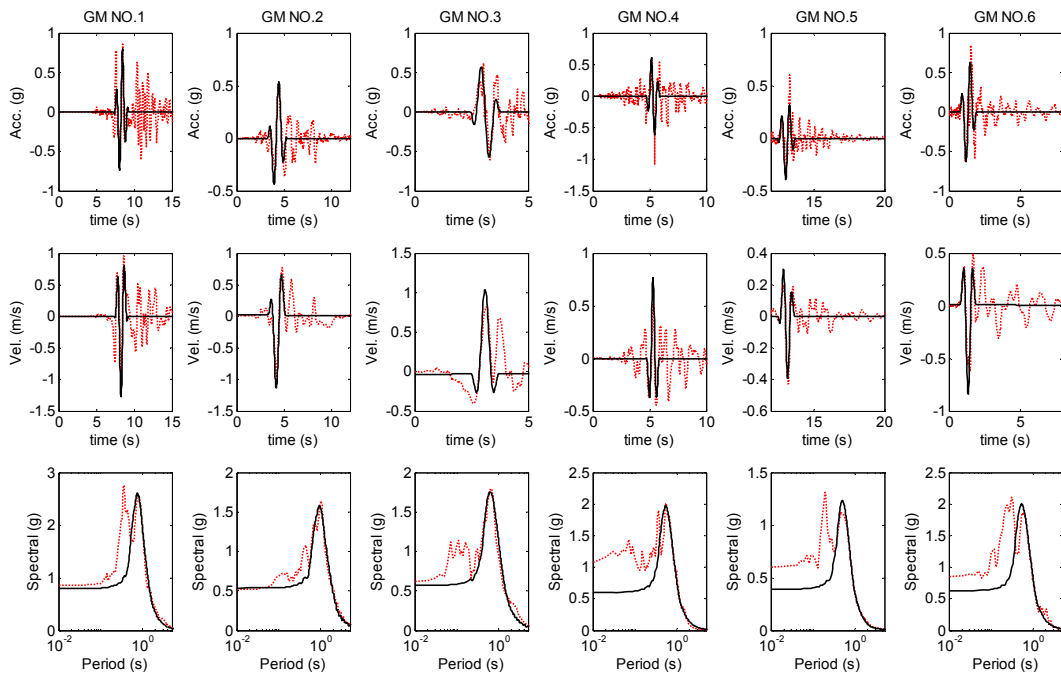 GM NO.1
Acc. (g)
1
0.5
0
-0.5
-1
0 5 10 15
time (s)
GM NO.2
Acc. (g)
1
0.5
0
-0.5
0 5 10
time (s)
GM NO.3
Acc. (g)
1
0.5
0
-0.5
-1
0 5
time (s)
GM NO.4
Acc. (g)
1
0.5
0
-0.5
-1
-1.5
0 5 10
time (s)
GM NO.5
Acc. (g)
1
0.5
0
-0.5
15 20
time (s)
GM NO.6
Acc. (g)
1
0.5
0
-0.5
-1
0 5
time (s)
Vel. (m/s)
1
0.5
0
-0.5
-1
-1.5
0 5 10 15
time (s)
Vel. (m/s)
1
0.5
0
-0.5
-1
-1.5
0 5 10
time (s)
Vel. (m/s)
1.5
1
0.5
0
-0.5
0 5
time (s)
Vel. (m/s)
1
0.5
0
-0.5
0 5 10
time (s)
Vel. (m/s)
0.4
0.2
0
-0.2
-0.4
-0.6
15 20
time (s)
Vel. (m/s)
0.5
0
-0.5
-1
0 5
time (s)
Spectral (g)
3
2
1
0
10⁻² 10⁰
Period (s)
Spectral (g)
2
1.5
1
0.5
0
10⁻² 10⁰
Period (s)
Spectral (g)
2
1.5
1
0.5
0
10⁻² 10⁰
Period (s)
Spectral (g)
2.5
2
1.5
1
0.5
0
10⁻² 10⁰
Period (s)
Spectral (g)
1.5
1
0.5
0
10⁻² 10⁰
Period (s)
Spectral (g)
2.5
2
1.5
1
0.5
0
10⁻² 10⁰
Period (s)